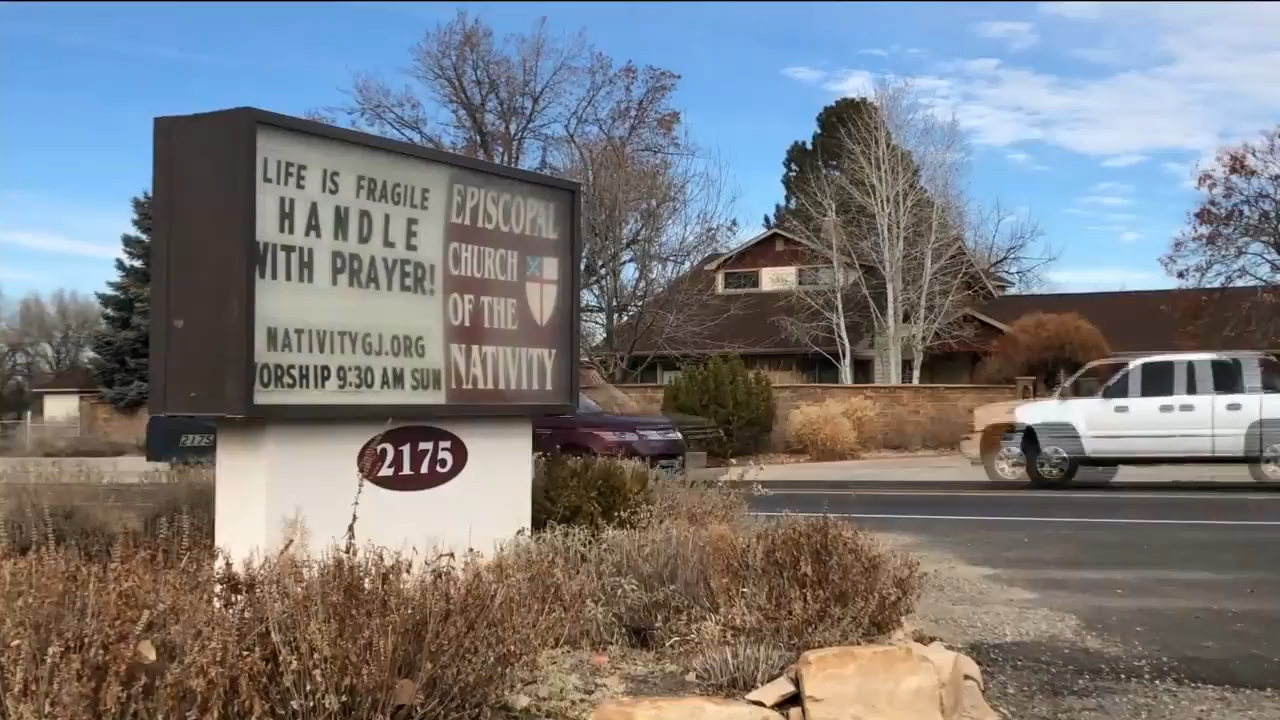 LIFE IS FRAGILE
HANDLE
WITH PRAYER!
NATIVITYGJ.ORG
WORSHIP 9:30 AM SUN
EPISCOPAL
CHURCH
OF THE
NATIVITY
2175
2175